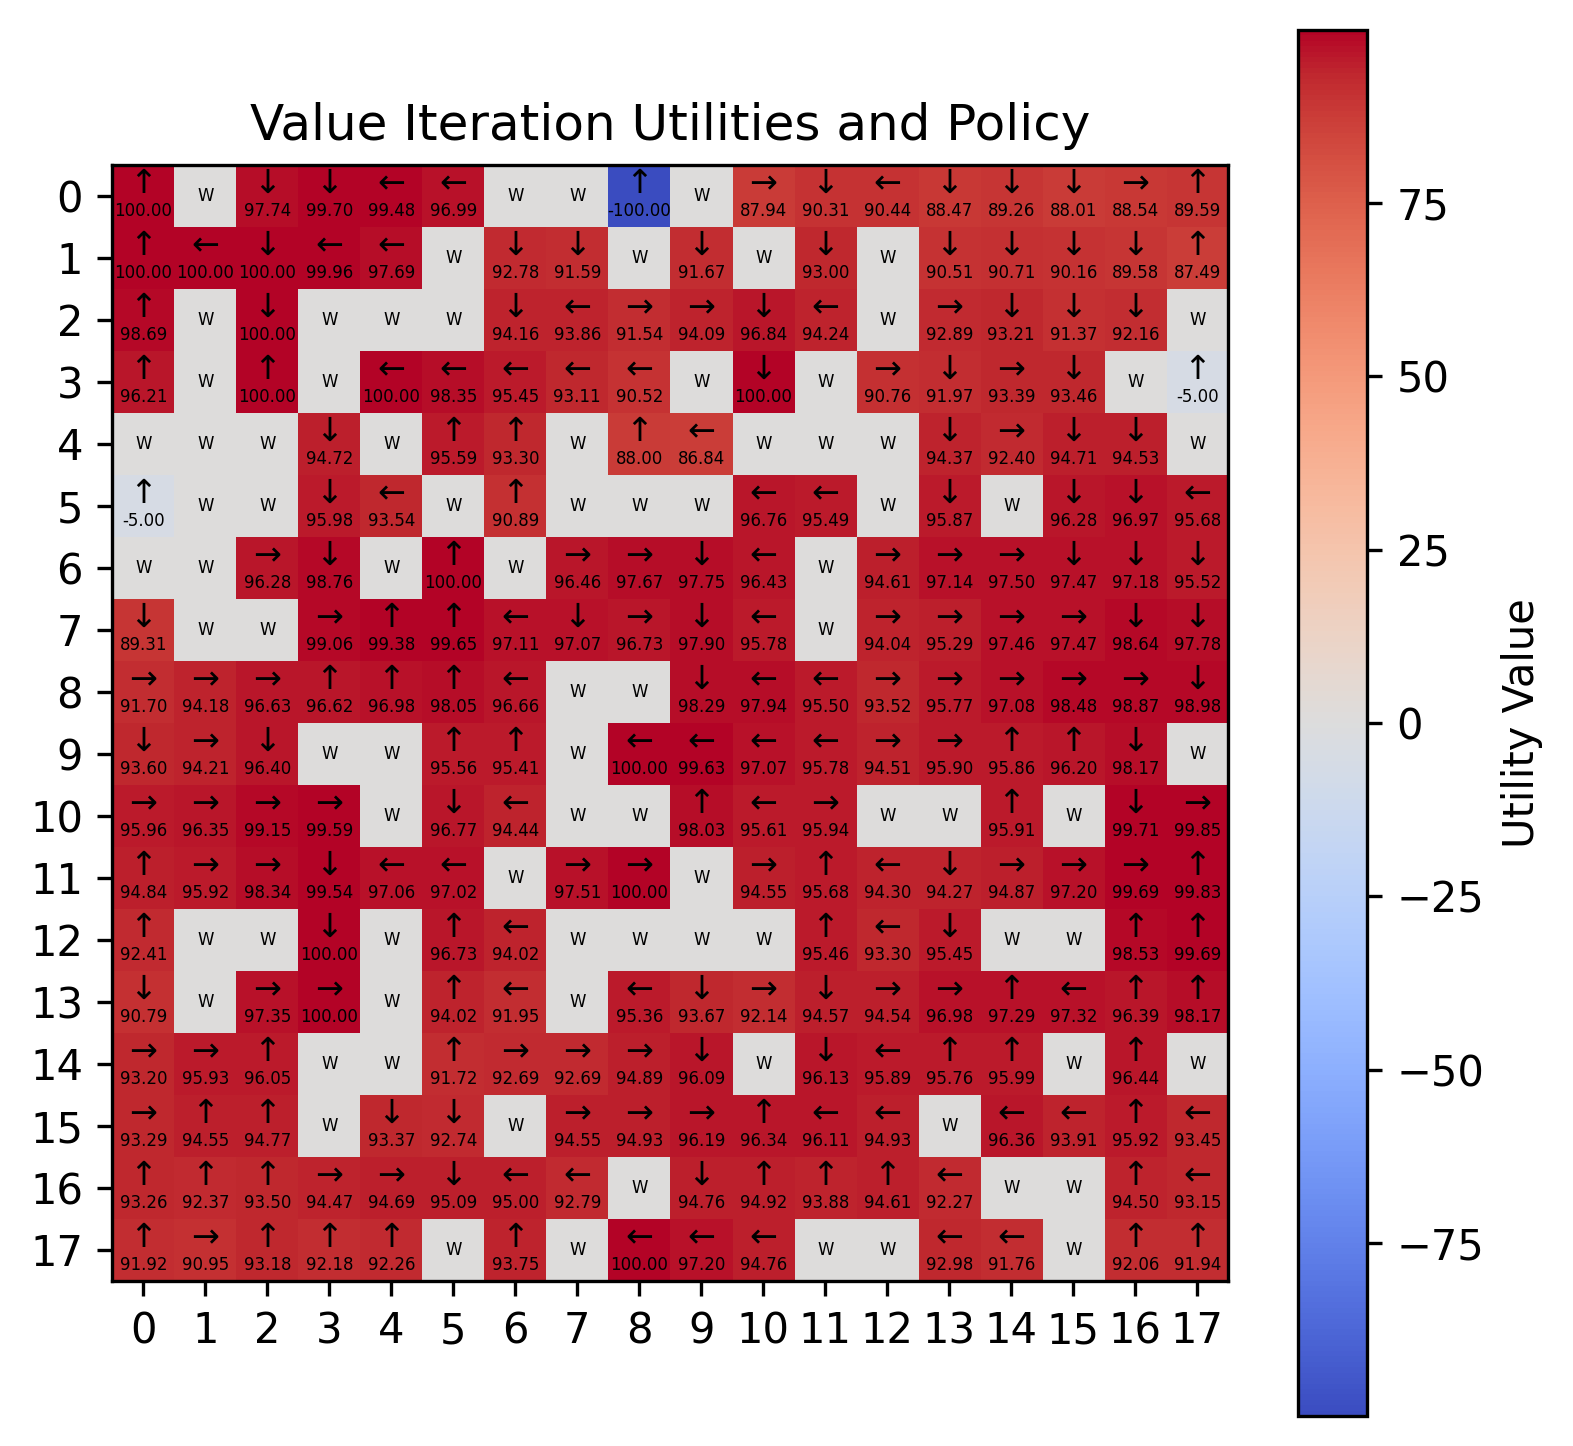 Value Iteration Utilities and Policy
0 ↑ W ↓ ↓ ← ← W W ↑ W → ↓ ← ↓ ↓ ↓ → ↑
100.00 97.74 99.70 99.48 96.99 -100.00 87.94 90.31 90.44 88.47 89.26 88.01 88.54 89.59
1 ↑ ← ↓ ← ← W ↓ ↓ W ↓ W ↓ W ↓ ↓ ↓ ↓ ↑
100.00 100.00 100.00 99.96 97.69 92.78 91.59 91.67 93.00 90.51 90.71 90.16 89.58 87.49
2 ↑ W ↓ W W W ↓ ← → → ↓ ← W → ↓ ↓ ↓ W
98.69 100.00 94.16 93.86 91.54 94.09 96.84 94.24 92.89 93.21 91.37 92.16
3 ↑ W ↑ W ← ← ← ← ← W ↓ W → ↓ → ↓ W ↑
96.21 100.00 100.00 98.35 95.45 93.11 90.52 100.00 90.76 91.97 93.39 93.46 -5.00
4 W W W ↓ W ↑ ↑ W ↑ ← W W W ↓ → ↓ ↓ W
94.72 95.59 93.30 88.00 86.84 94.37 92.40 94.71 94.53
5 ↑ W W ↓ ← W ↑ W W W ← ← W ↓ W ↓ ↓ ←
-5.00 95.98 93.54 90.89 96.76 95.49 95.87 96.28 96.97 95.68
6 W W → ↓ W ↑ W → → ↓ ← W → → → ↓ ↓ ↓
96.28 98.76 100.00 96.46 97.67 97.75 96.43 94.61 97.14 97.50 97.47 97.18 95.52
7 ↓ W W → ↑ ↑ ← ↓ → ↓ ← W → → → → ↓ ↓
89.31 99.06 99.38 99.65 97.11 97.07 96.73 97.90 95.78 94.04 95.29 97.46 97.47 98.64 97.78
8 → → → ↑ ↑ ↑ ← W W ↓ ← ← → → → → → ↓
91.70 94.18 96.63 96.62 96.98 98.05 96.66 98.29 97.94 95.50 93.52 95.77 97.08 98.48 98.87 98.98
9 ↓ → ↓ W W ↑ ↑ W ← ← ← ← → → ↑ ↑ ↓ W
93.60 94.21 96.40 95.56 95.41 100.00 99.63 97.07 95.78 94.51 95.90 95.86 96.20 98.17
10 → → → → W ↓ ← W W ↑ ← → W W ↑ W ↓ →
95.96 96.35 99.15 99.59 96.77 94.44 98.03 95.61 95.94 95.91 99.71 99.85
11 ↑ → → ↓ ← ← W → → W → ↑ ← ↓ → → → ↑
94.84 95.92 98.34 99.54 97.06 97.02 97.51 100.00 94.55 95.68 94.30 94.27 94.87 97.20 99.69 99.83
12 ↑ W W ↓ W ↑ ← W W W W ↑ ← ↓ W W ↑ ↑
92.41 100.00 96.73 94.02 95.46 93.30 95.45 98.53 99.69
13 ↓ W → → W ↑ ← W ← ↓ → ↓ → → ↑ ← ↑ ↑
90.79 97.35 100.00 94.02 91.95 95.36 93.67 92.14 94.57 94.54 96.98 97.29 97.32 96.39 98.17
14 → → ↑ W W ↑ → → → ↓ W ↓ ← ↑ ↑ W ↑ W
93.20 95.93 96.05 91.72 92.69 92.69 94.89 96.09 96.13 95.89 95.76 95.99 96.44
15 → ↑ ↑ W ↓ ↓ W → → → ↑ ← ← W ← ← ↑ ←
93.29 94.55 94.77 93.37 92.74 94.55 94.93 96.19 96.34 96.11 94.93 96.36 93.91 95.92 93.45
16 ↑ ↑ ↑ → → ↓ ← ← W ↓ ↑ ↑ ↑ ← W W ↑ ←
93.26 92.37 93.50 94.47 94.69 95.09 95.00 92.79 94.76 94.92 93.88 94.61 92.27 94.50 93.15
17 ↑ → ↑ ↑ ↑ W ↑ W ← ← ← W W ← ← W ↑ ↑
91.92 90.95 93.18 92.18 92.26 93.75 100.00 97.20 94.76 92.98 91.76 92.06 91.94
0 1 2 3 4 5 6 7 8 9 10 11 12 13 14 15 16 17
75
50
25
0
−25
−50
−75
Utility Value